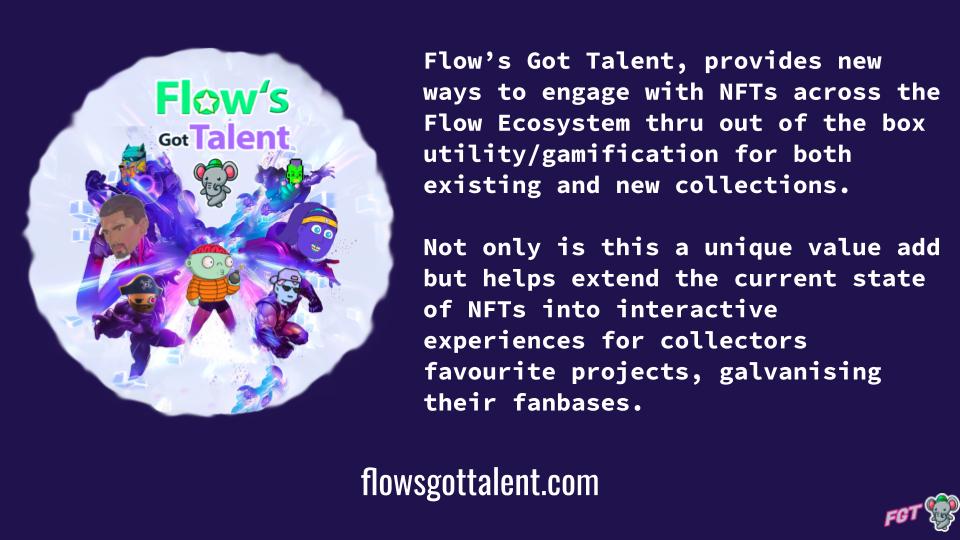 Flow's
Got Talent
Flow’s Got Talent, provides new
ways to engage with NFTs across the
Flow Ecosystem thru out of the box
utility/gamification for both
existing and new collections.
Not only is this a unique value add
but helps extend the current state
of NFTs into interactive
experiences for collectors
favourite projects, galvanising
their fanbases.
flowsgottalent.com
FGT